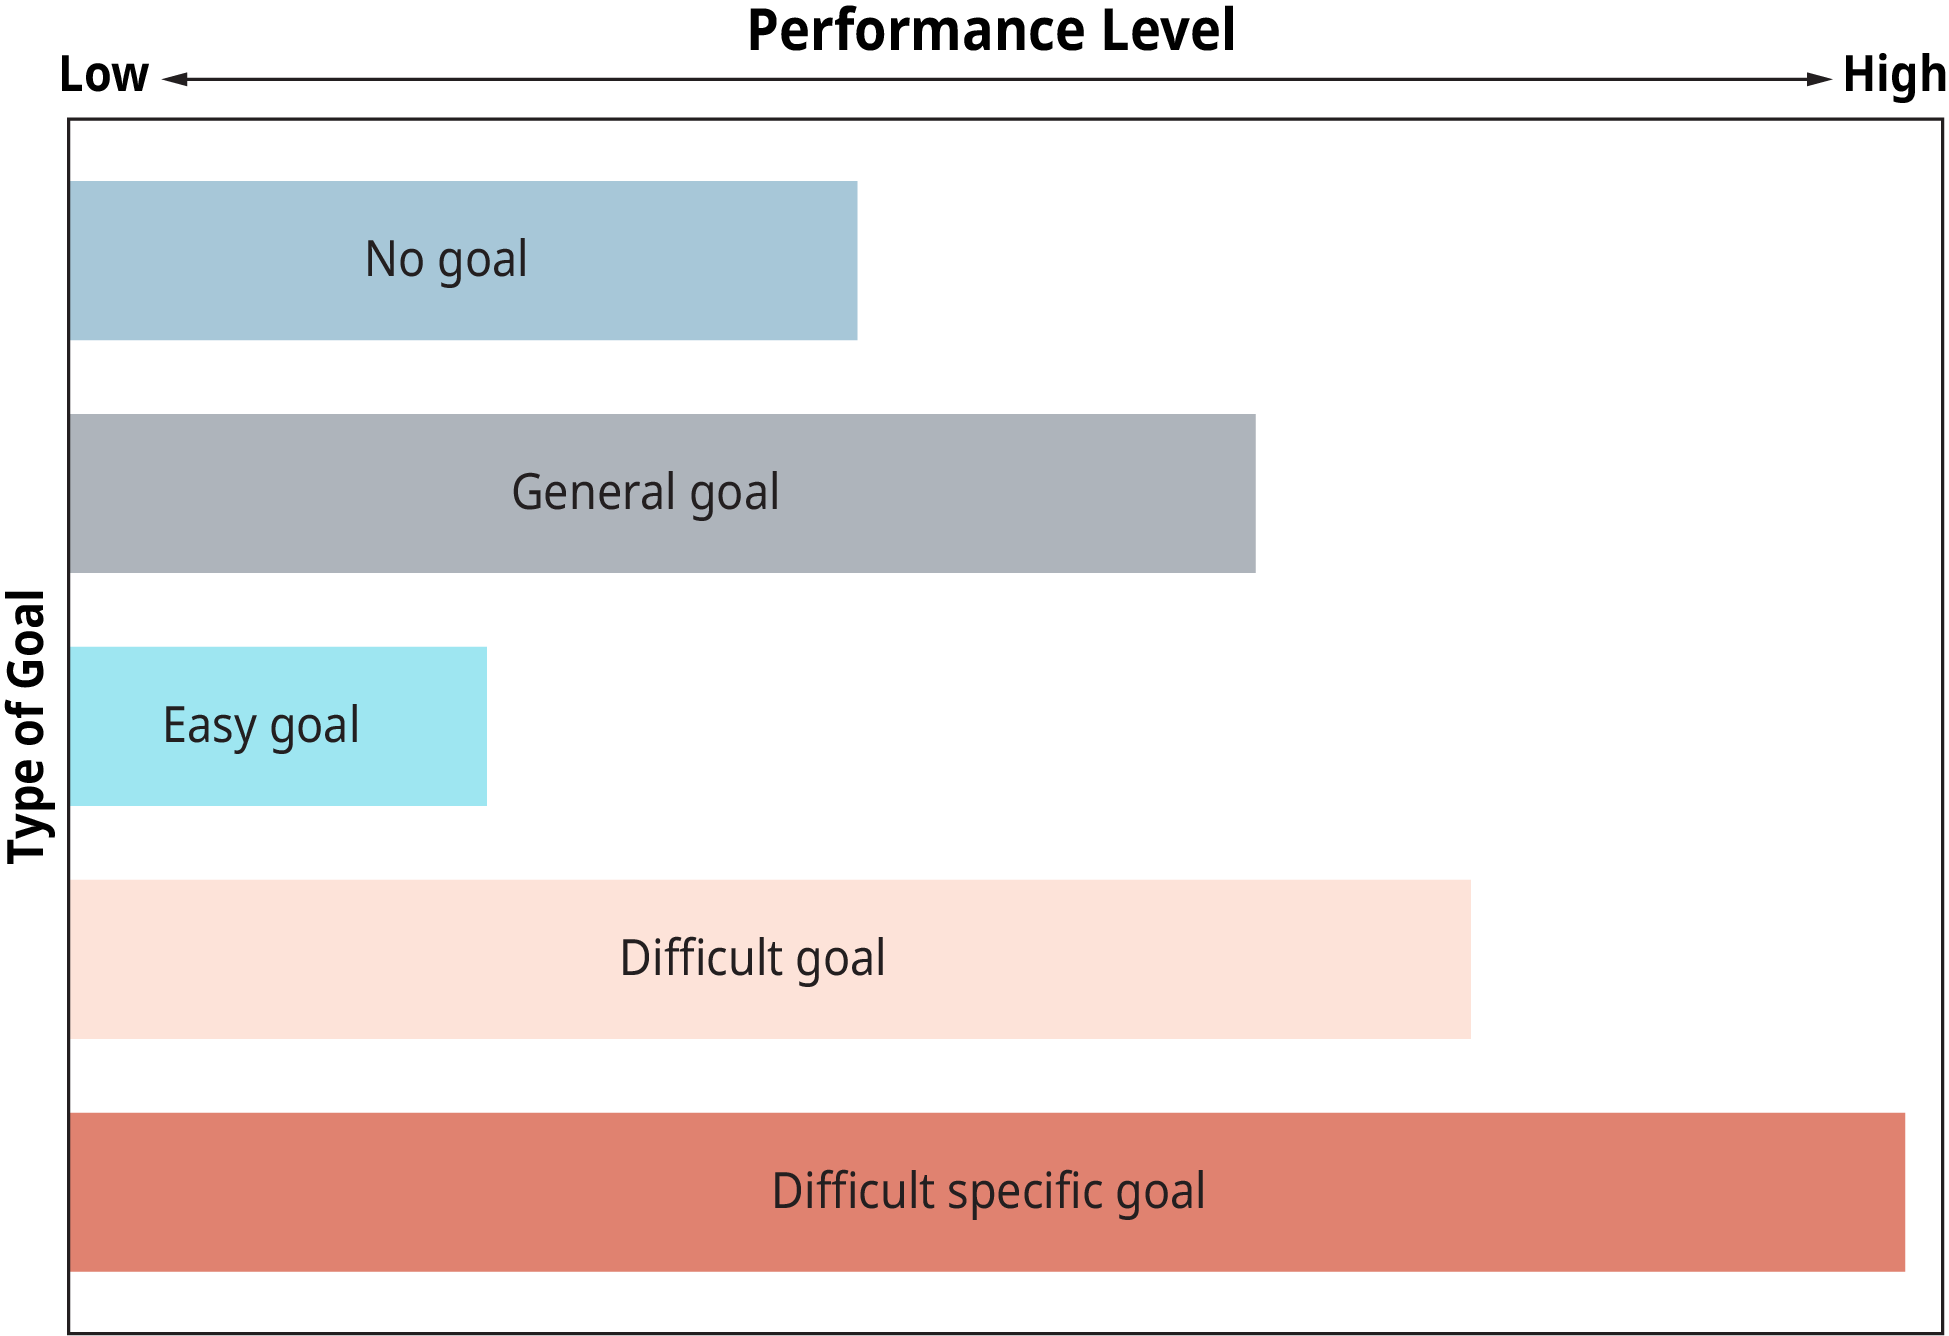 Performance Level
Low
High
Type of Goal
No goal
General goal
Easy goal
Difficult goal
Difficult specific goal